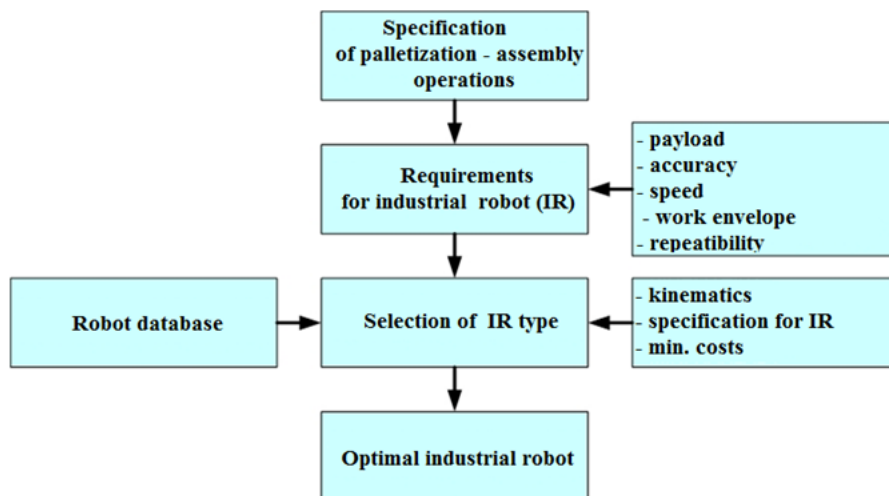 Specification
of palletization - assembly
operations
Requirements
for industrial robot (IR)
- payload
- accuracy
- speed
- work envelope
- repeatibility
Robot database
Selection of IR type
- kinematics
- specification for IR
- min. costs
Optimal industrial robot